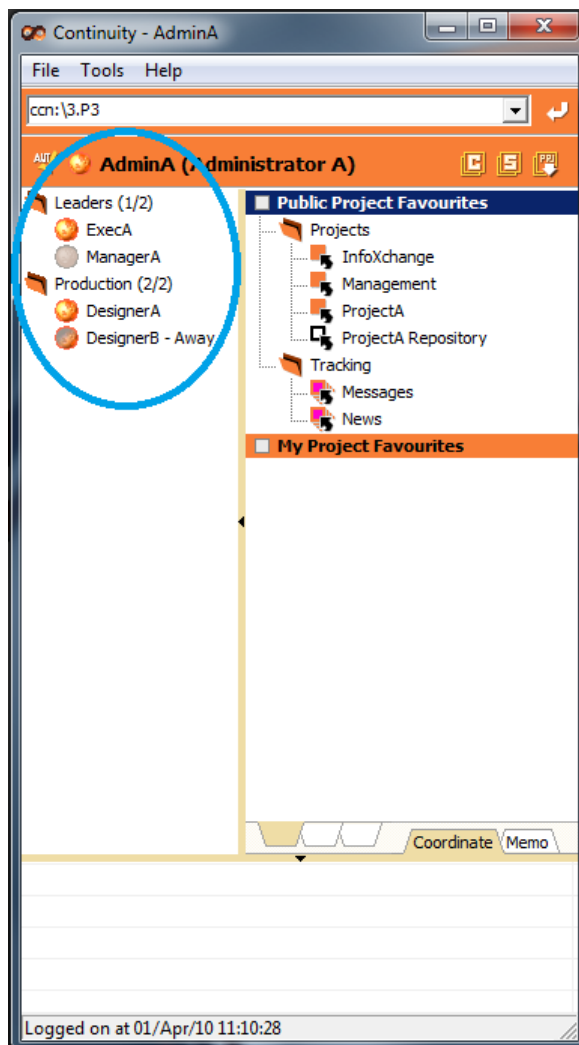 Continuity - AdminA
File Tools Help
ccn:\3.P3
AUT AdminA (Administrator A) C S PPJ
Leaders (1/2)
ExecA
ManagerA
Production (2/2)
DesignerA
DesignerB - Away
Public Project Favourites
Projects
InfoXchange
Management
ProjectA
ProjectA Repository
Tracking
Messages
News
My Project Favourites
Coordinate Memo
Logged on at 01/Apr/10 11:10:28